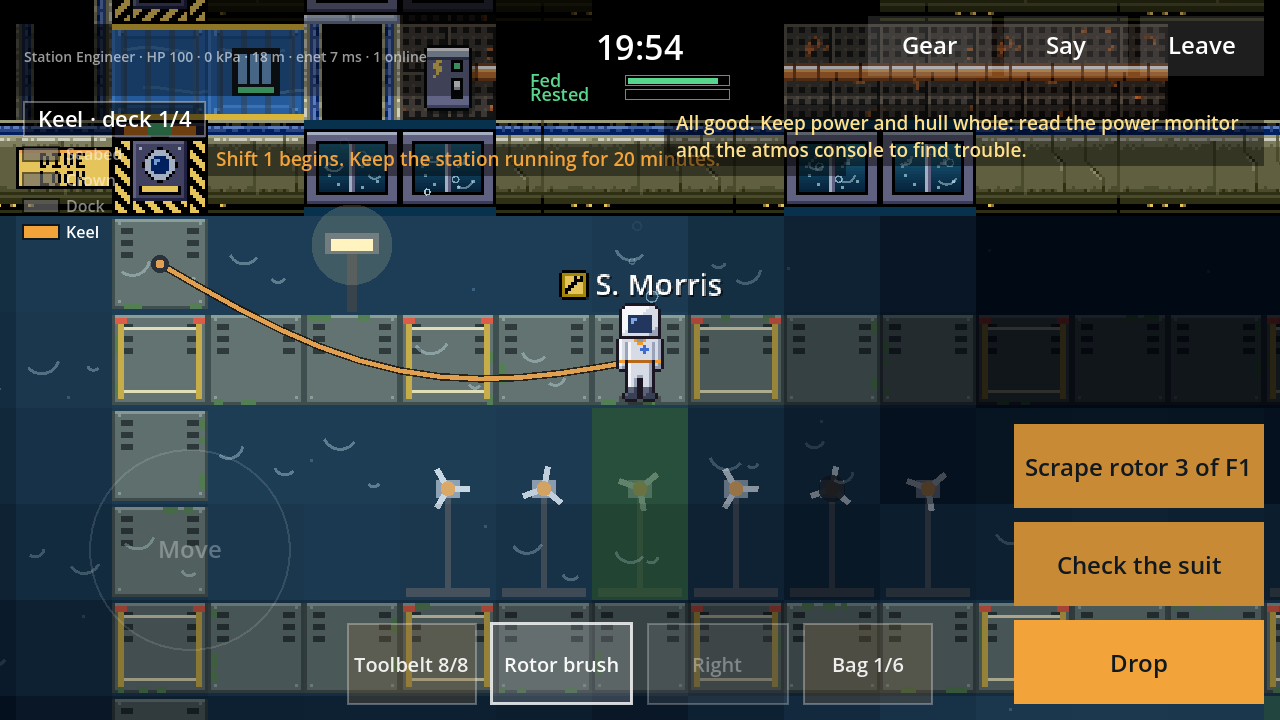 19:54
Gear
Say
Leave
Station Engineer · HP 100 · 0 kPa · 18 m · enet 7 ms · 1 online
Fed
Rested
Keel · deck 1/4
All good. Keep power and hull whole: read the power monitor
and the atmos console to find trouble.
Shift 1 begins. Keep the station running for 20 minutes.
Dock
Keel
S. Morris
Scrape rotor 3 of F1
Check the suit
Move
Toolbelt 8/8
Rotor brush
Right
Bag 1/6
Drop